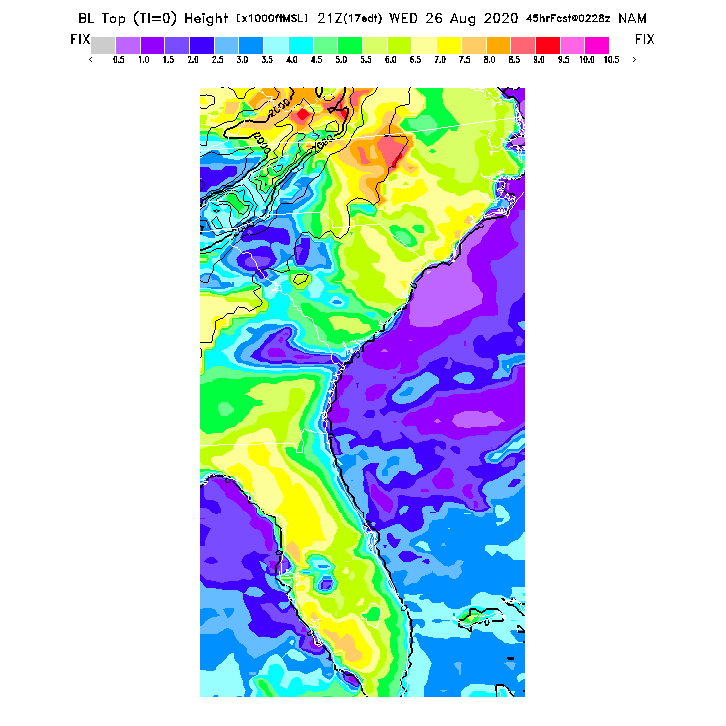 BL Top (TI=0) Height [x1000ftMSL] 21Z(17edt) WED 26 Aug 2020 45hrFcst@0228z NAM
FIX FIX
< 0.5 1.0 1.5 2.0 2.5 3.0 3.5 4.0 4.5 5.0 5.5 6.0 6.5 7.0 7.5 8.0 8.5 9.0 9.5 10.0 10.5 >
2000
2000